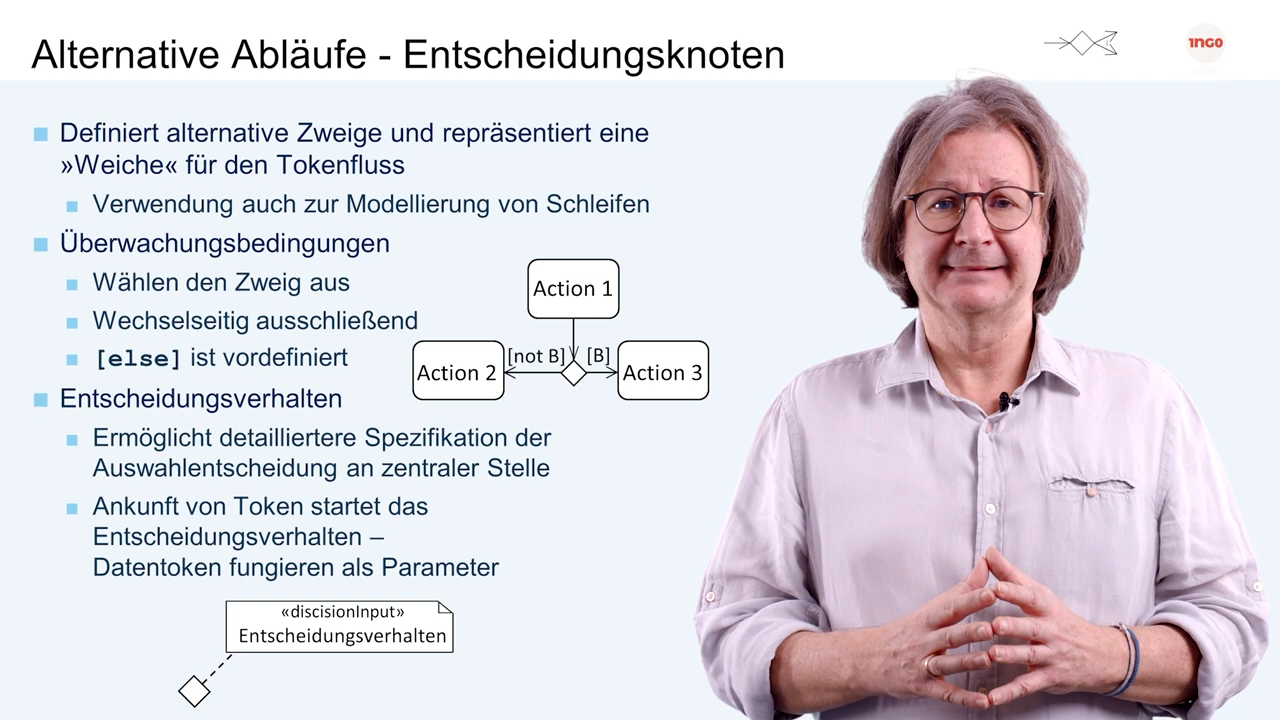 Alternative Abläufe - Entscheidungsknoten
1NGO
Definiert alternative Zweige und repräsentiert eine
»Weiche« für den Tokenfluss
Verwendung auch zur Modellierung von Schleifen
Überwachungsbedingungen
Wählen den Zweig aus
Wechselseitig ausschließend
[else] ist vordefiniert
Action 1
[not B]
[B]
Action 2
Action 3
Entscheidungsverhalten
Ermöglicht detailliertere Spezifikation der
Auswahlentscheidung an zentraler Stelle
Ankunft von Token startet das
Entscheidungsverhalten –
Datentoken fungieren als Parameter
«discisionInput»
Entscheidungsverhalten